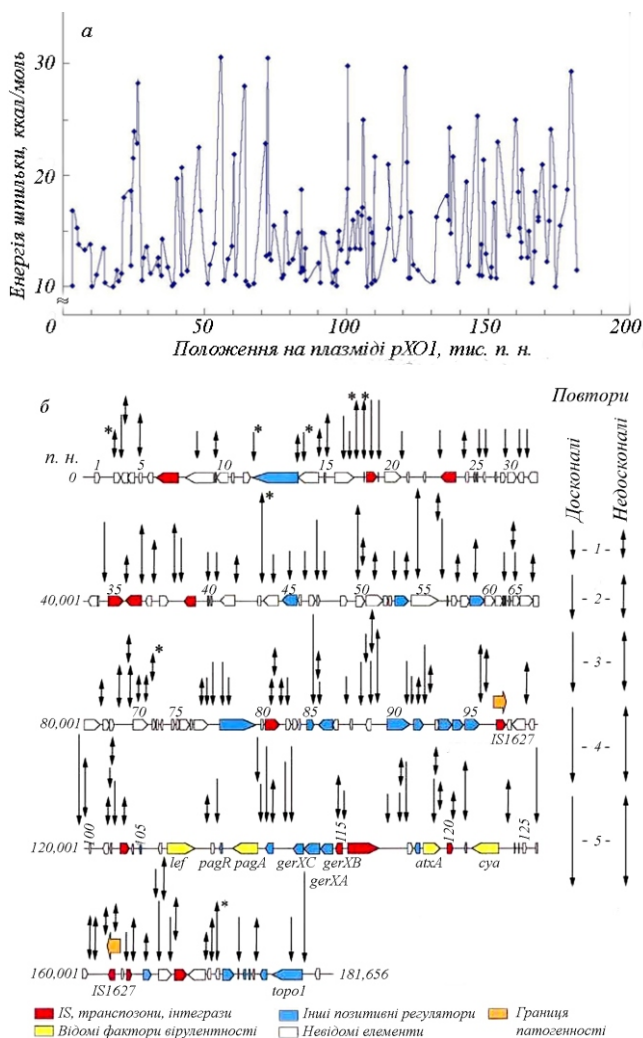 а
Енергія шпильки, ккал/моль
30
20
10
≈
0 50 100 150 200
Положення на плазміді pXO1, тис. п. н.
б
Повтори
Досконалі
Недосконалі
п. н.
* * * * *
1 5 10 15 20 25 30
0
- 1 -
*
35 40 45 50 55 60 65
40,001
- 2 -
*
70 75 80 85 90 95
80,001
IS1627
- 3 -
- 4 -
100 105 115 120 125
120,001
lef pagR pagA gerXC gerXB atxA cya
gerXA
- 5 -
*
160,001 181,656
IS1627 topo1
IS, транспозони, інтегрази
Інші позитивні регулятори
Границя
Відомі фактори вірулентності
Невідомі елементи
патогенності